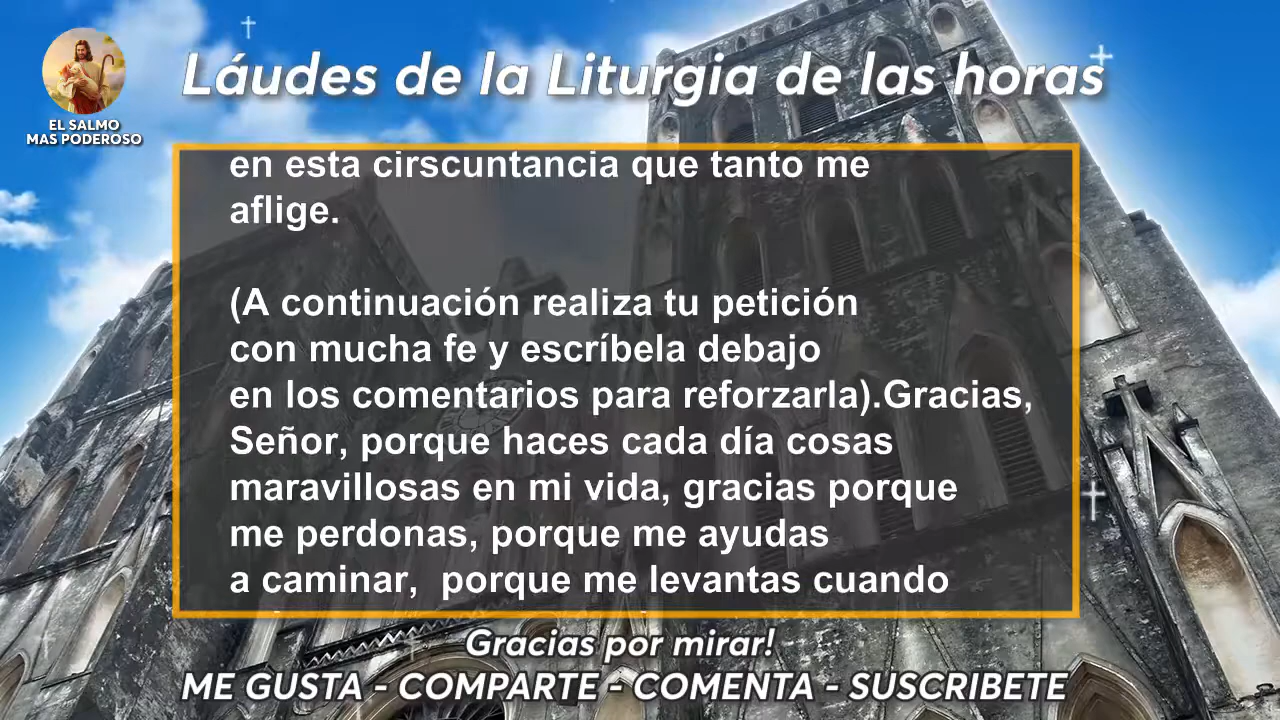 Láudes de la Liturgia de las horas
EL SALMO
MAS PODEROSO
en esta cirscuntancia que tanto me
aflige.
(A continuación realiza tu petición
con mucha fe y escríbela debajo
en los comentarios para reforzarla).Gracias,
Señor, porque haces cada día cosas
maravillosas en mi vida, gracias porque
me perdonas, porque me ayudas
a caminar,  porque me levantas cuando
Gracias por mirar!
ME GUSTA - COMPARTE - COMENTA - SUSCRIBETE